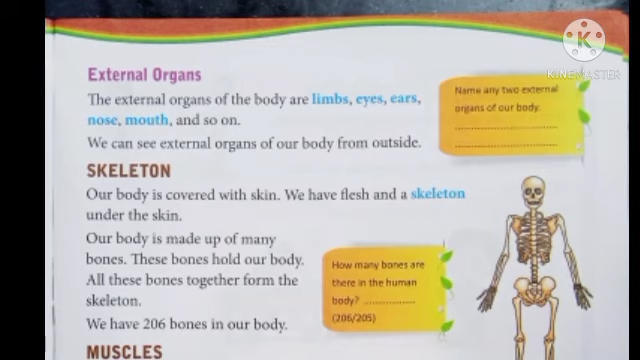 KINEMASTER
External Organs
The external organs of the body are limbs, eyes, ears,
nose, mouth, and so on.
We can see external organs of our body from outside.
Name any two external
organs of our body.
................................
................................
SKELETON
Our body is covered with skin. We have flesh and a skeleton
under the skin.
Our body is made up of many
bones. These bones hold our body.
All these bones together form the
skeleton.
We have 206 bones in our body.
How many bones are
there in the human
body? ................
(206/205)
MUSCLES